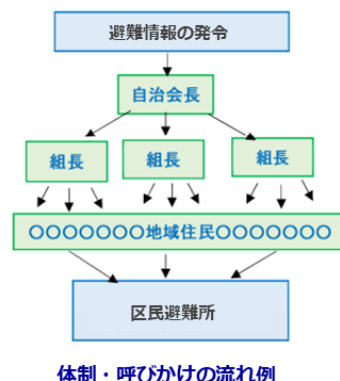 避難情報の発令
自治会長
組長 組長 組長
〇〇〇〇〇〇〇地域住民〇〇〇〇〇〇〇
区民避難所
体制・呼びかけの流れ例